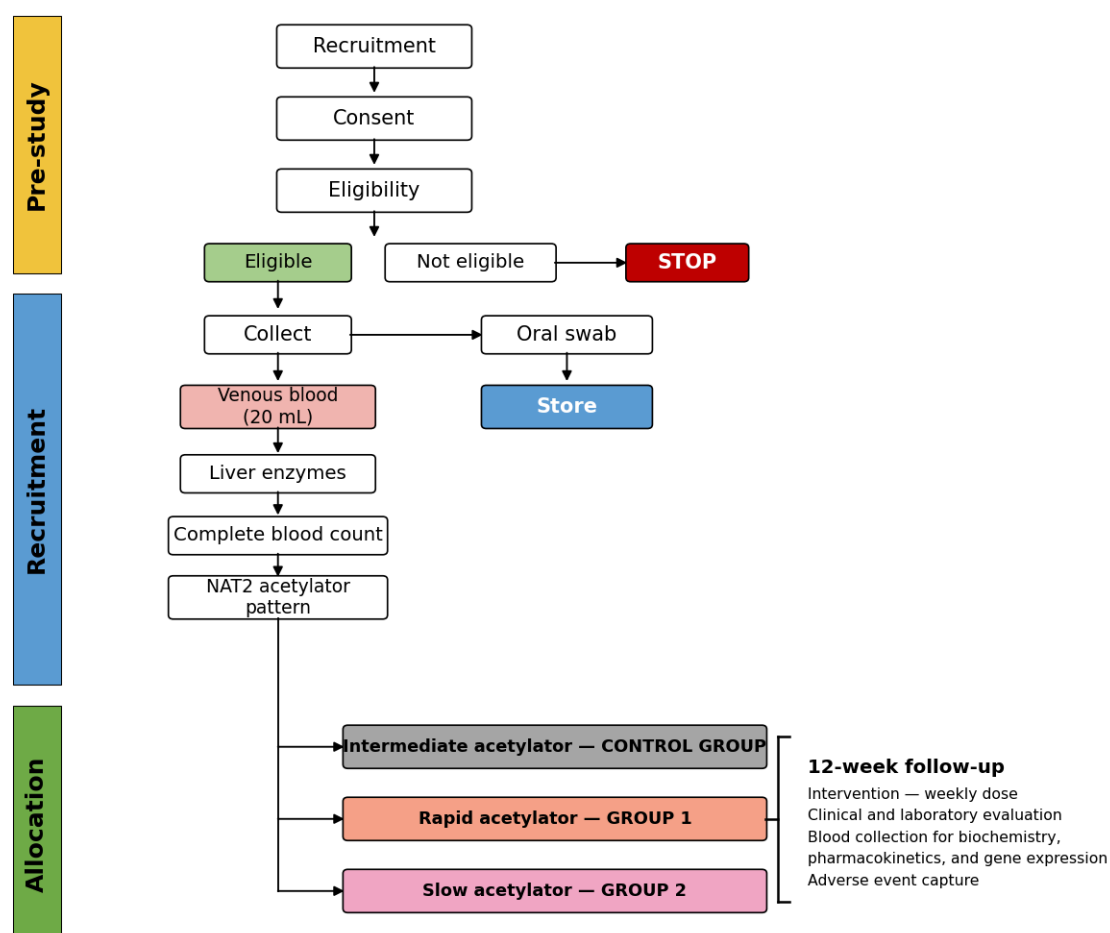 Pre-study
Recruitment
Consent
Eligibility
Eligible
Not eligible
STOP
Recruitment
Collect
Oral swab
Venous blood
(20 mL)
Store
Liver enzymes
Complete blood count
NAT2 acetylator
pattern
Allocation
Intermediate acetylator — CONTROL GROUP
Rapid acetylator — GROUP 1
Slow acetylator — GROUP 2
12-week follow-up
Intervention — weekly dose
Clinical and laboratory evaluation
Blood collection for biochemistry,
pharmacokinetics, and gene expression
Adverse event capture